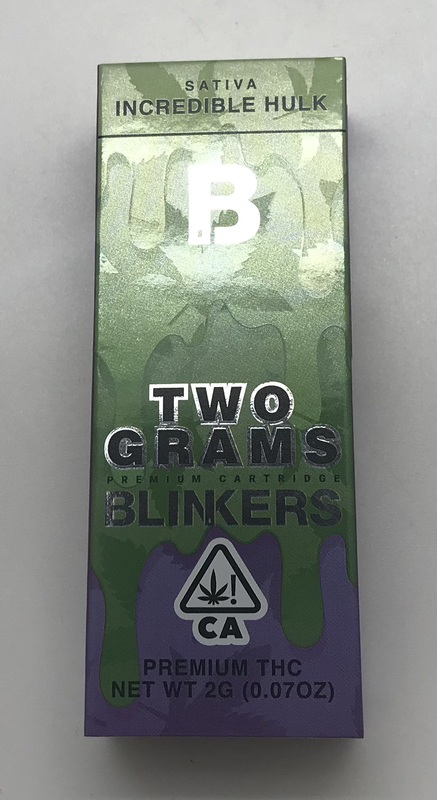 SATIVA
INCREDIBLE HULK
B
TWO
GRAMS
PREMIUM CARTRIDGE
BLINKERS
!
CA
PREMIUM THC
NET WT 2G (0.07OZ)